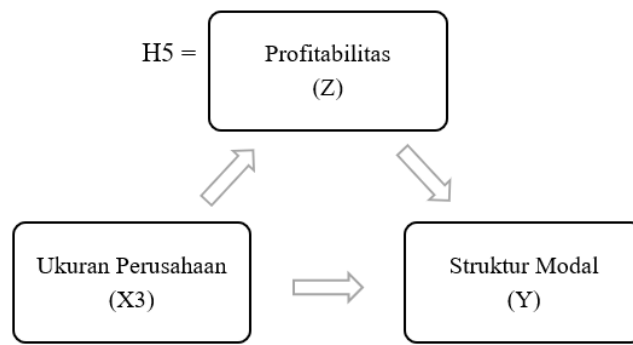 H5 =
Profitabilitas
(Z)
Ukuran Perusahaan
(X3)
Struktur Modal
(Y)